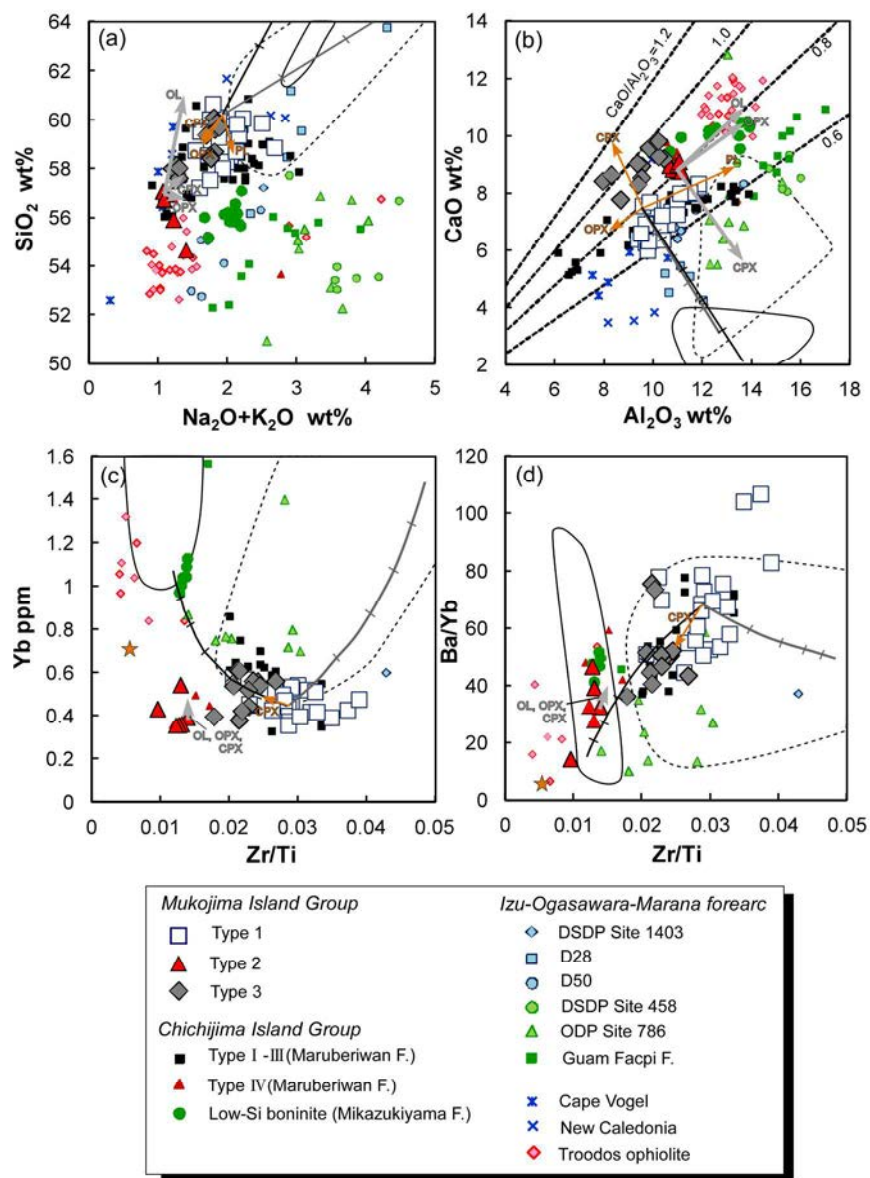 (a)
64
62
60
58
56
54
52
50
SiO2 wt%
OL
CPX
OPX
PL
CPX
OPX
0
1
2
3
4
5
Na2O+K2O wt%
(b)
14
12
10
8
6
4
2
CaO wt%
CaO/Al2O3=1.2
1.0
0.8
0.6
CPX
OL
OPX
PL
OPX
CPX
4
6
8
10
12
14
16
18
Al2O3 wt%
(c)
1.6
1.4
1.2
1
0.8
0.6
0.4
0.2
0
Yb ppm
CPX
OL, OPX,
CPX
0
0.01
0.02
0.03
0.04
0.05
Zr/Ti
(d)
120
100
80
60
40
20
0
Ba/Yb
CPX
OL, OPX,
CPX
0
0.01
0.02
0.03
0.04
0.05
Zr/Ti
Mukojima Island Group
Type 1
Type 2
Type 3
Chichijima Island Group
Type I -III(Maruberiwan F.)
Type IV(Maruberiwan F.)
Low-Si boninite (Mikazukiyama F.)
Izu-Ogasawara-Marana forearc
DSDP Site 1403
D28
D50
DSDP Site 458
ODP Site 786
Guam Facpi F.
Cape Vogel
New Caledonia
Troodos ophiolite